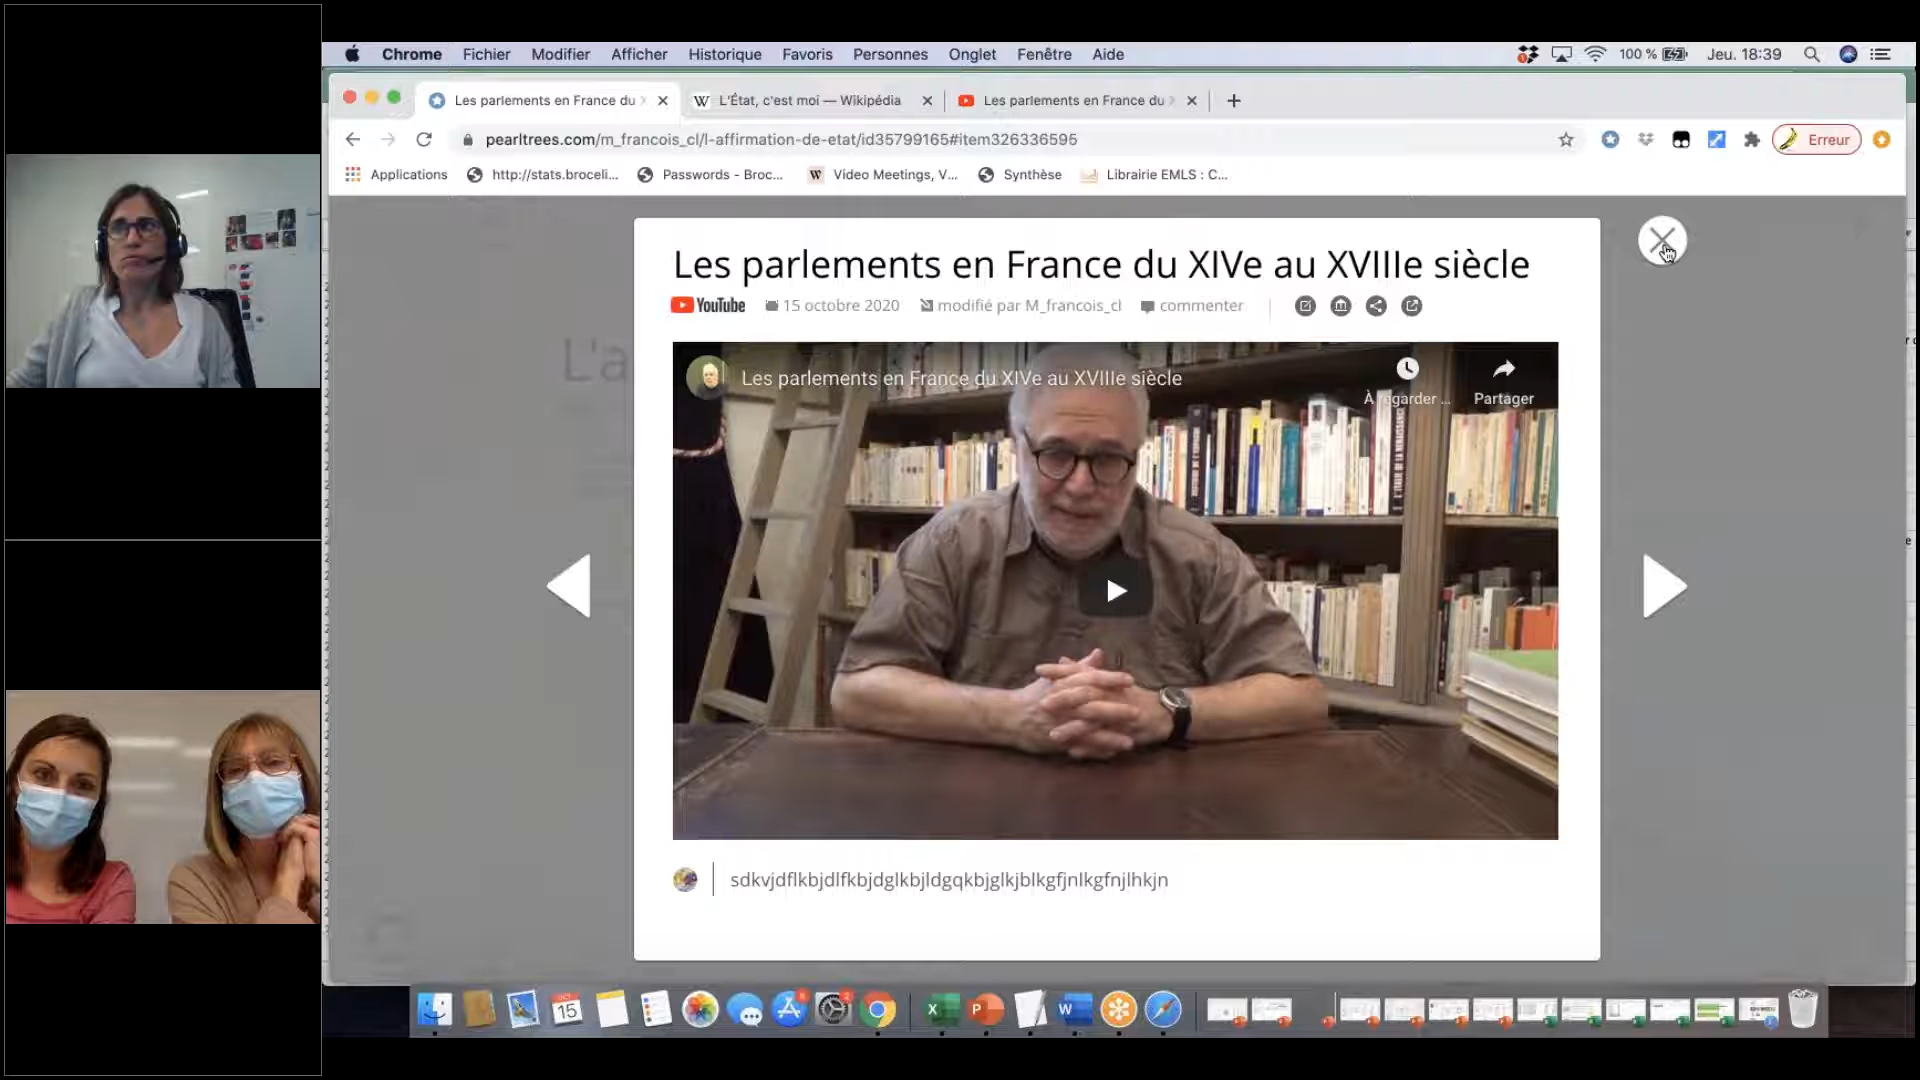 Chrome Fichier Modifier Afficher Historique Favoris Personnes Onglet Fenêtre Aide 100 % Jeu. 18:39
Les parlements en France du X L'État, c'est moi — Wikipédia Les parlements en France du X
pearltrees.com/m_francois_cl/l-affirmation-de-etat/id35799165#item326336595 Erreur
Applications http://stats.broceli... Passwords - Broc... Video Meetings, V... Synthèse Librairie EMLS : C...
Les parlements en France du XIVe au XVIIIe siècle
YouTube 15 octobre 2020 modifié par M_francois_cl commenter
L'a
Les parlements en France du XIVe au XVIIIe siècle
À regarder ... Partager
sdkvjdflkbjdlfkbjdglkbjldgqkbjglkjblkgfjnlkgfnjlhkjn
OCT
15